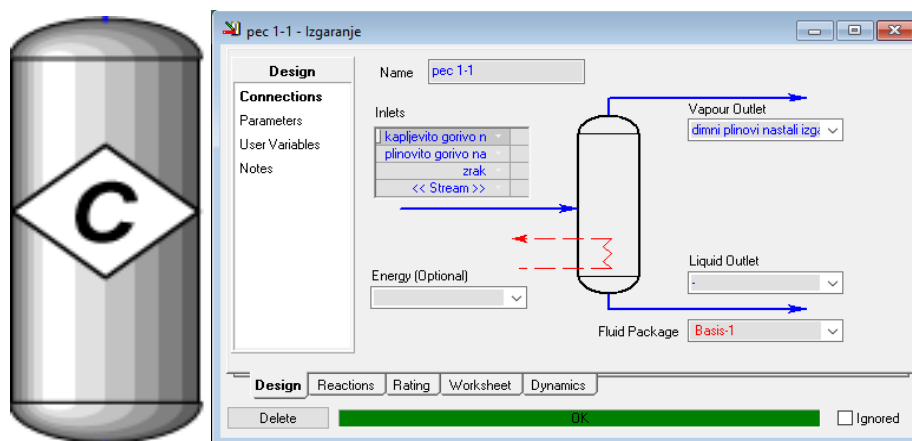 C
pec 1-1 - Izgaranje
Design
Connections
Parameters
User Variables
Notes
Name pec 1-1
Inlets
kapljevito gorivo n
plinovito gorivo na
zrak
<< Stream >>
Energy (Optional)
Vapour Outlet
dimni plinovi nastali izga
Liquid Outlet
-
Fluid Package Basis-1
Design Reactions Rating Worksheet Dynamics
Delete OK Ignored